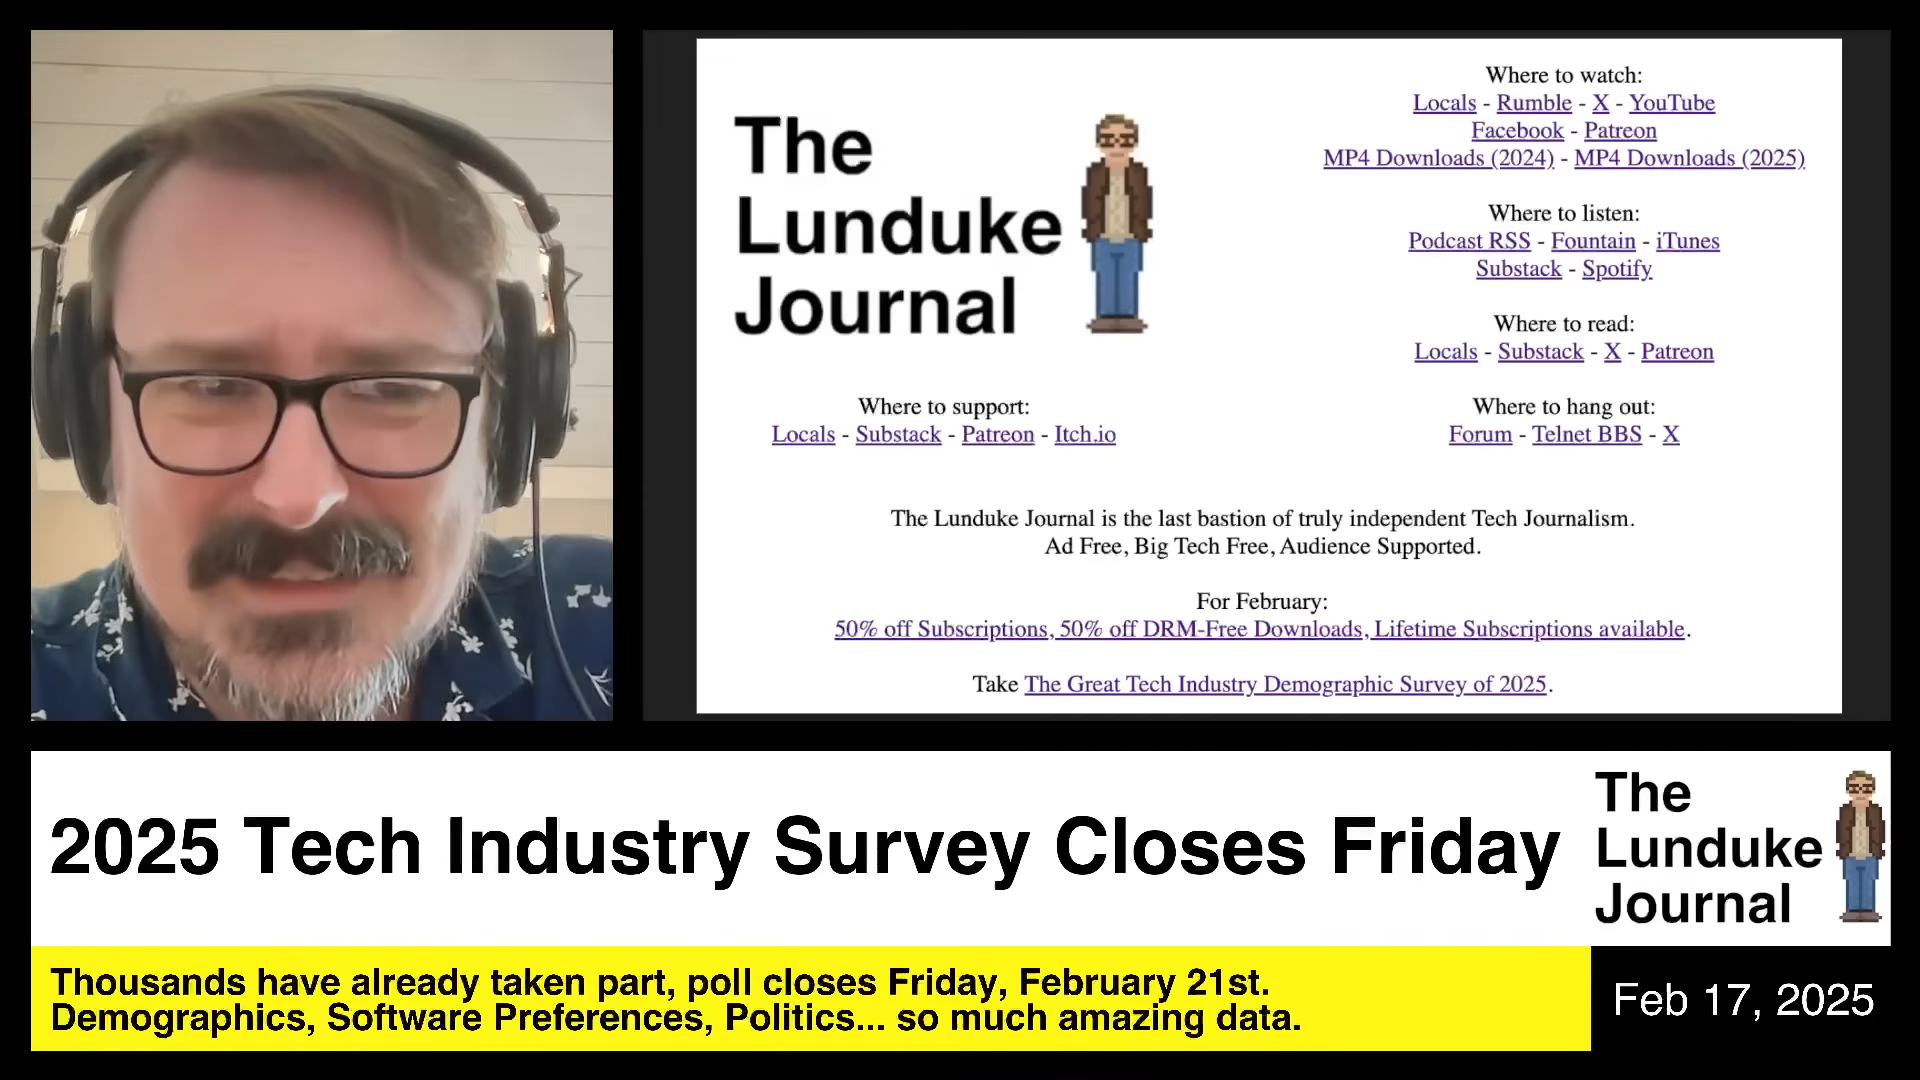 The
Lunduke
Journal
Where to support:
Locals - Substack - Patreon - Itch.io
Where to watch:
Locals - Rumble - X - YouTube
Facebook - Patreon
MP4 Downloads (2024) - MP4 Downloads (2025)
Where to listen:
Podcast RSS - Fountain - iTunes
Substack - Spotify
Where to read:
Locals - Substack - X - Patreon
Where to hang out:
Forum - Telnet BBS - X
The Lunduke Journal is the last bastion of truly independent Tech Journalism.
Ad Free, Big Tech Free, Audience Supported.
For February:
50% off Subscriptions, 50% off DRM-Free Downloads, Lifetime Subscriptions available.
Take The Great Tech Industry Demographic Survey of 2025.
2025 Tech Industry Survey Closes Friday
The
Lunduke
Journal
Thousands have already taken part, poll closes Friday, February 21st.
Demographics, Software Preferences, Politics... so much amazing data.
Feb 17, 2025